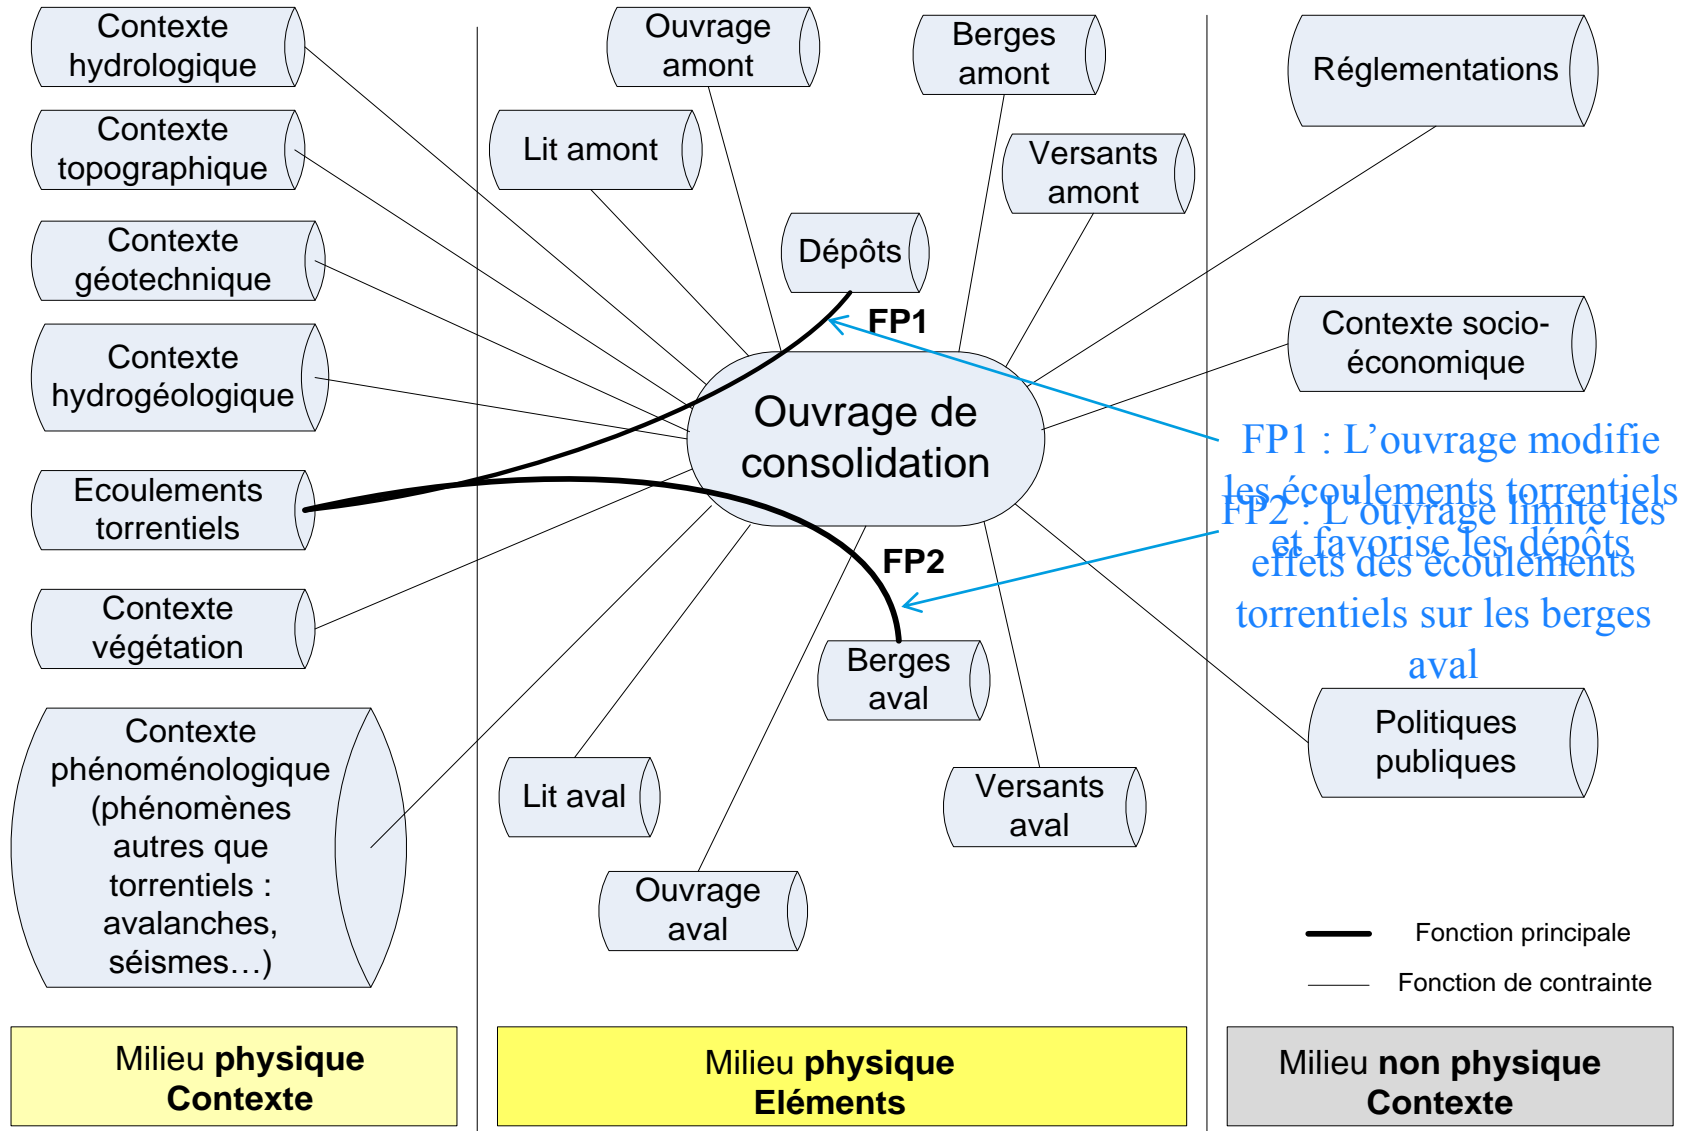 Contexte
hydrologique
Contexte
topographique
Contexte
géotechnique
Contexte
hydrogéologique
Ecoulements
torrentiels
Contexte
végétation
Contexte
phénoménologique
(phénomènes
autres que
torrentiels :
avalanches,
séismes…)
Ouvrage
amont
Berges
amont
Lit amont
Versants
amont
Dépôts
FP1
Ouvrage de
consolidation
FP2
Berges
aval
Lit aval
Versants
aval
Ouvrage
aval
Réglementations
Contexte socio-
économique
FP1 : L’ouvrage modifie
les écoulements torrentiels
et favorise les dépôts
FP2 : L’ouvrage limite les
effets des écoulements
torrentiels sur les berges
aval
Politiques
publiques
Fonction principale
Fonction de contrainte
Milieu physique
Contexte
Milieu physique
Eléments
Milieu non physique
Contexte